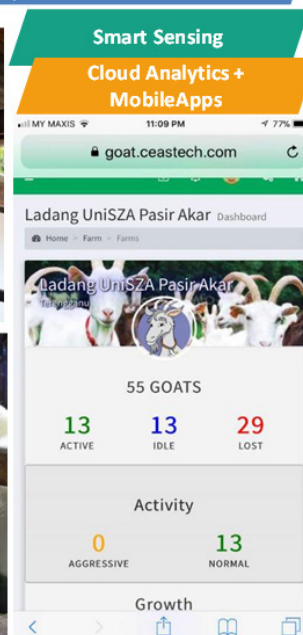 Smart Sensing
Cloud Analytics +
MobileApps
MY MAXIS 11:09 PM 77%
goat.ceastech.com
Ladang UniSZA Pasir Akar Dashboard
Home > Farm > Farms
Ladang UniSZA Pasir Akar
Terengganu
55 GOATS
13 13 29
ACTIVE IDLE LOST
Activity
0 13
AGGRESSIVE NORMAL
Growth